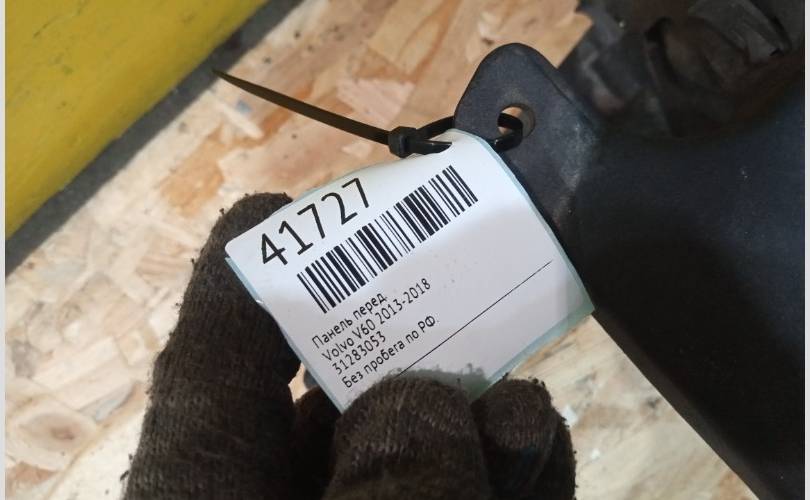 41727
Панель перед.
Volvo V60 2013-2018
31283053
Без пробега по РФ.